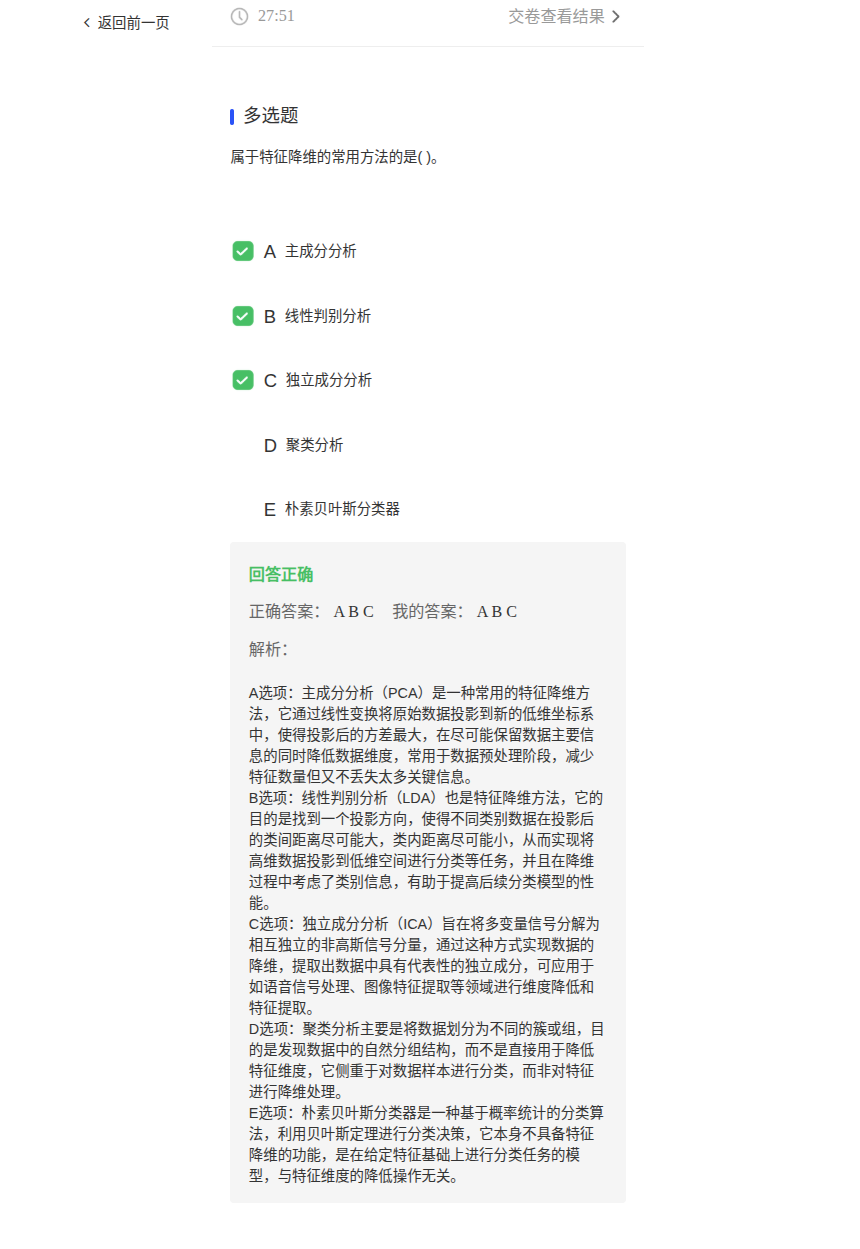 返回前一页
27:51
交卷查看结果
多选题
属于特征降维的常用方法的是( )。
A 主成分分析
B 线性判别分析
C 独立成分分析
D 聚类分析
E 朴素贝叶斯分类器
回答正确
正确答案： A B C 我的答案： A B C
解析：
A选项：主成分分析（PCA）是一种常用的特征降维方
法，它通过线性变换将原始数据投影到新的低维坐标系
中，使得投影后的方差最大，在尽可能保留数据主要信
息的同时降低数据维度，常用于数据预处理阶段，减少
特征数量但又不丢失太多关键信息。
B选项：线性判别分析（LDA）也是特征降维方法，它的
目的是找到一个投影方向，使得不同类别数据在投影后
的类间距离尽可能大，类内距离尽可能小，从而实现将
高维数据投影到低维空间进行分类等任务，并且在降维
过程中考虑了类别信息，有助于提高后续分类模型的性
能。
C选项：独立成分分析（ICA）旨在将多变量信号分解为
相互独立的非高斯信号分量，通过这种方式实现数据的
降维，提取出数据中具有代表性的独立成分，可应用于
如语音信号处理、图像特征提取等领域进行维度降低和
特征提取。
D选项：聚类分析主要是将数据划分为不同的簇或组，目
的是发现数据中的自然分组结构，而不是直接用于降低
特征维度，它侧重于对数据样本进行分类，而非对特征
进行降维处理。
E选项：朴素贝叶斯分类器是一种基于概率统计的分类算
法，利用贝叶斯定理进行分类决策，它本身不具备特征
降维的功能，是在给定特征基础上进行分类任务的模
型，与特征维度的降低操作无关。